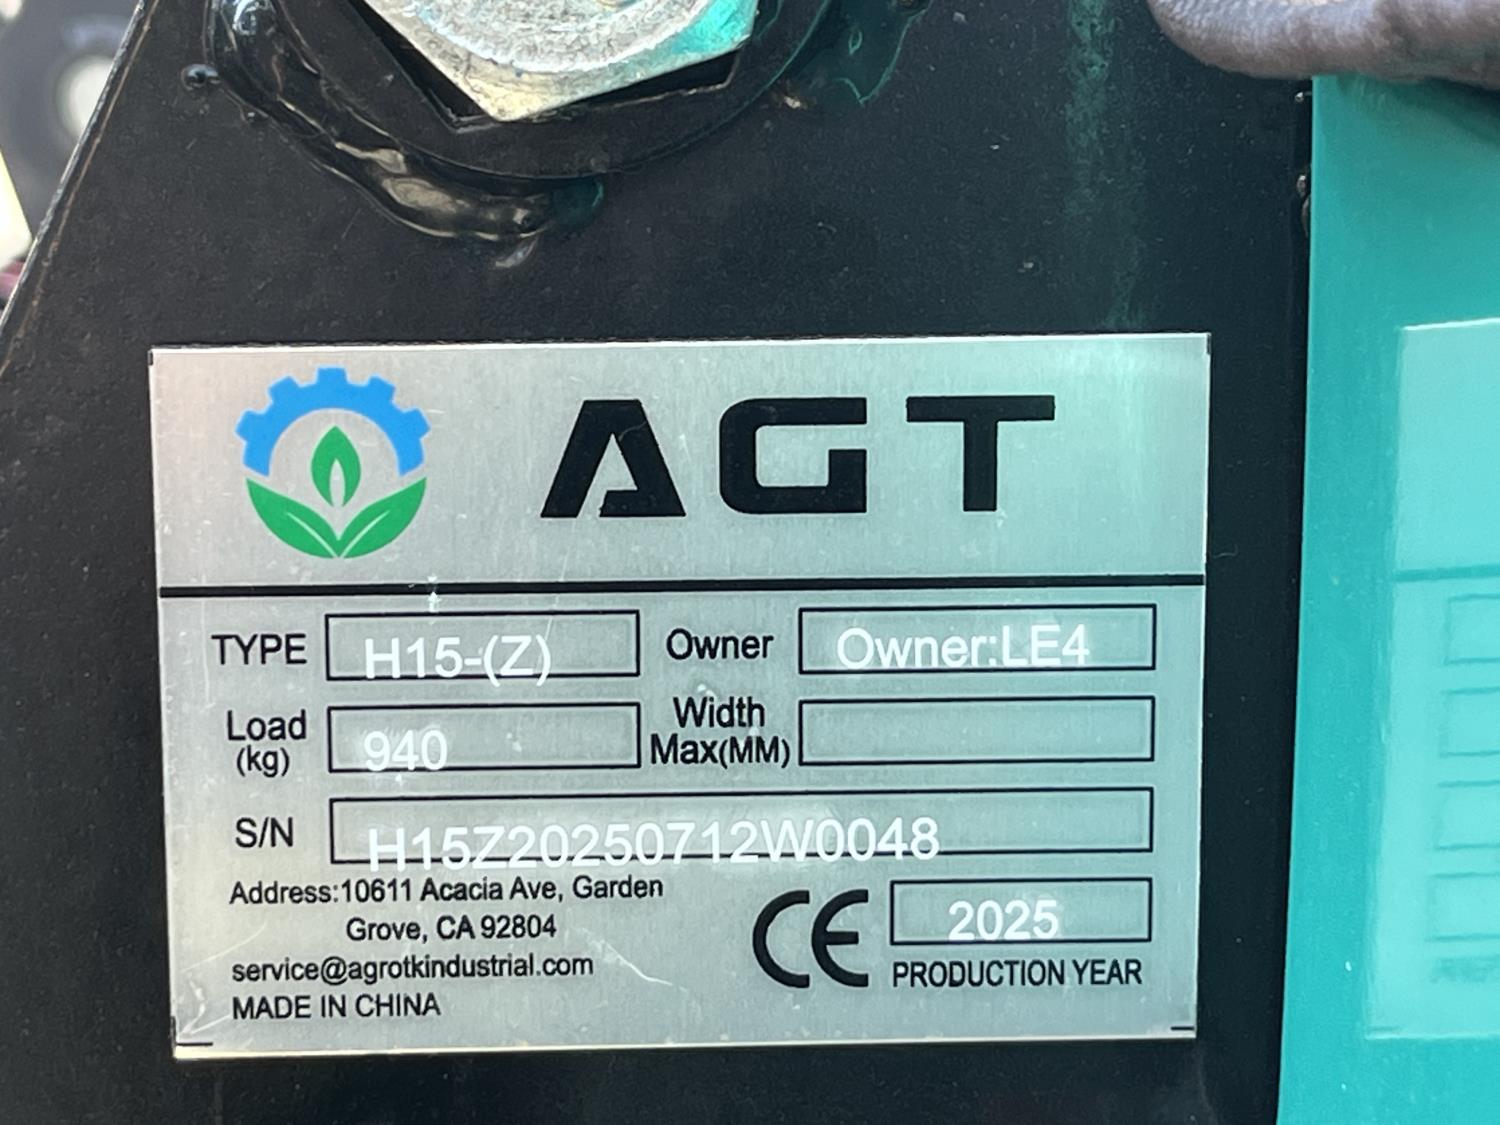 AGT
TYPE H15-(Z) Owner Owner:LE4
Load (kg) 940 Width Max(MM)
S/N H15Z20250712W0048
Address:10611 Acacia Ave, Garden
Grove, CA 92804
service@agrotkindustrial.com
MADE IN CHINA
CE 2025
PRODUCTION YEAR